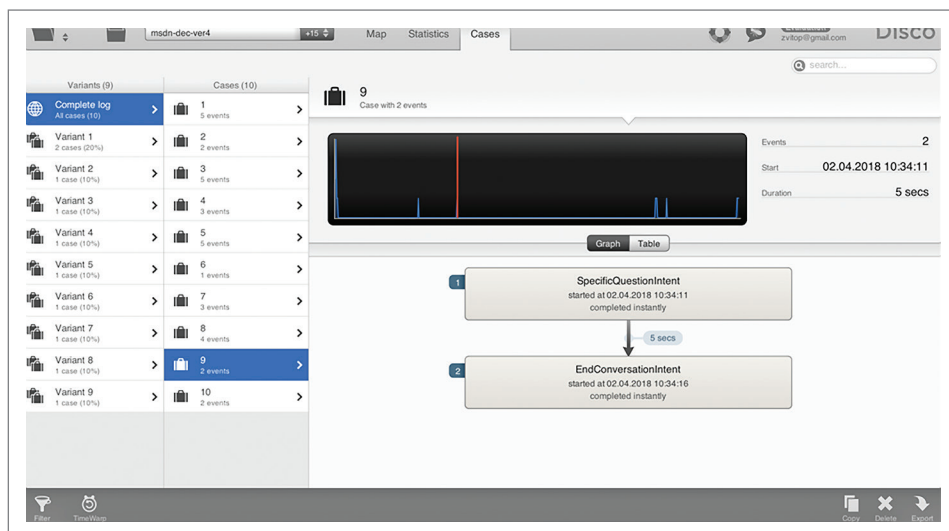 msdn-dec-ver4
+15
Map
Statistics
Cases
Evaluation
zvitop@gmail.com
DISCO
search...
Variants (9)
Complete log
All cases (10)
Variant 1
2 cases (20%)
Variant 2
1 case (10%)
Variant 3
1 case (10%)
Variant 4
1 case (10%)
Variant 5
1 case (10%)
Variant 6
1 case (10%)
Variant 7
1 case (10%)
Variant 8
1 case (10%)
Variant 9
1 case (10%)
Cases (10)
1
5 events
2
2 events
3
5 events
4
3 events
5
5 events
6
1 events
7
3 events
8
4 events
9
2 events
10
2 events
9
Case with 2 events
Events 2
Start 02.04.2018 10:34:11
Duration 5 secs
Graph
Table
1
SpecificQuestionIntent
started at 02.04.2018 10:34:11
completed instantly
5 secs
2
EndConversationIntent
started at 02.04.2018 10:34:16
completed instantly
Filter
TimeWarp
Copy
Delete
Export